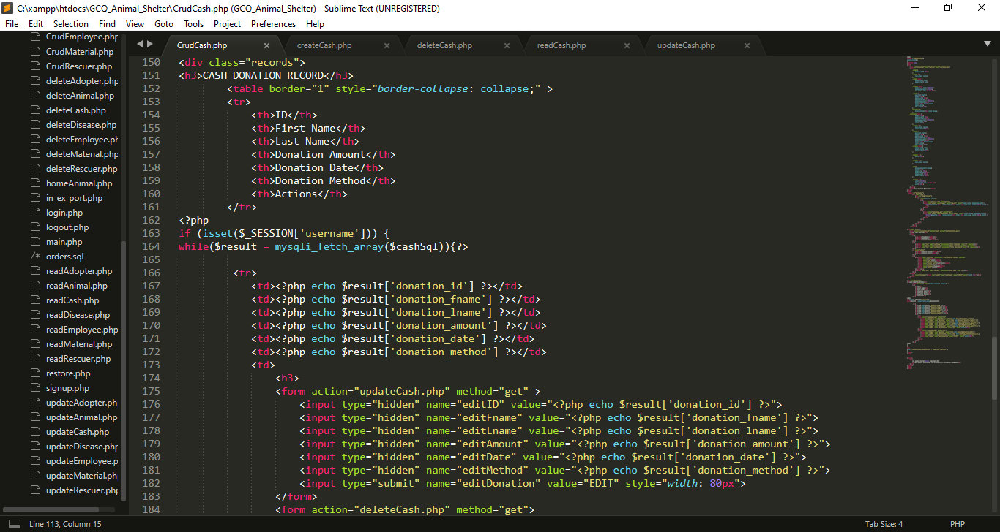 C:\xampp\htdocs\GCQ_Animal_Shelter\CrudCash.php (GCQ_Animal_Shelter) - Sublime Text (UNREGISTERED)
File Edit Selection Find View Goto Tools Project Preferences Help
CrudEmployee.php
CrudMaterial.php
CrudRescuer.php
deleteAdopter.php
deleteAnimal.php
deleteCash.php
deleteDisease.php
deleteEmployee.ph
deleteMaterial.php
deleteRescuer.php
homeAnimal.php
in_ex_port.php
login.php
logout.php
main.php
/* orders.sql
readAdopter.php
readAnimal.php
readCash.php
readDisease.php
readEmployee.php
readMaterial.php
readRescuer.php
restore.php
signup.php
updateAdopter.ph
updateAnimal.php
updateCash.php
updateDisease.php
updateEmployee.p
updateMaterial.ph
updateRescuer.php
CrudCash.php createCash.php deleteCash.php readCash.php updateCash.php
150 <div class="records">
151 <h3>CASH DONATION RECORD</h3>
152 <table border="1" style="border-collapse: collapse;" >
153 <tr>
154 <th>ID</th>
155 <th>First Name</th>
156 <th>Last Name</th>
157 <th>Donation Amount</th>
158 <th>Donation Date</th>
159 <th>Donation Method</th>
160 <th>Actions</th>
161 </tr>
162 <?php
163 if (isset($_SESSION['username'])) {
164 while($result = mysqli_fetch_array($cashSql)){?>
165
166 <tr>
167 <td><?php echo $result['donation_id'] ?></td>
168 <td><?php echo $result['donation_fname'] ?></td>
169 <td><?php echo $result['donation_lname'] ?></td>
170 <td><?php echo $result['donation_amount'] ?></td>
171 <td><?php echo $result['donation_date'] ?></td>
172 <td><?php echo $result['donation_method'] ?></td>
173 <td>
174 <h3>
175 <form action="updateCash.php" method="get" >
176 <input type="hidden" name="editID" value="<?php echo $result['donation_id'] ?>">
177 <input type="hidden" name="editFname" value="<?php echo $result['donation_fname'] ?>">
178 <input type="hidden" name="editLname" value="<?php echo $result['donation_lname'] ?>">
179 <input type="hidden" name="editAmount" value="<?php echo $result['donation_amount'] ?>">
180 <input type="hidden" name="editDate" value="<?php echo $result['donation_date'] ?>">
181 <input type="hidden" name="editMethod" value="<?php echo $result['donation_method'] ?>">
182 <input type="submit" name="editDonation" value="EDIT" style="width: 80px">
183 </form>
184 <form action="deleteCash.php" method="get">
Line 113, Column 15 Tab Size: 4 PHP